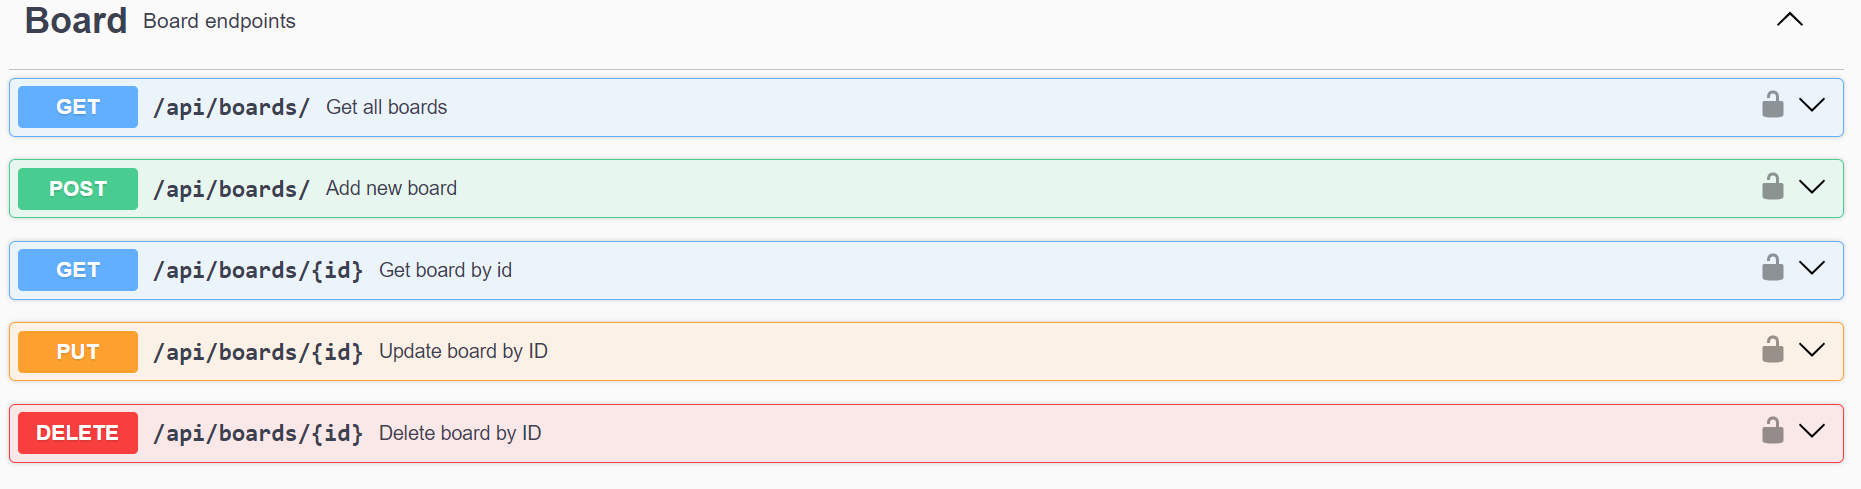 Board Board endpoints
GET /api/boards/ Get all boards
POST /api/boards/ Add new board
GET /api/boards/{id} Get board by id
PUT /api/boards/{id} Update board by ID
DELETE /api/boards/{id} Delete board by ID